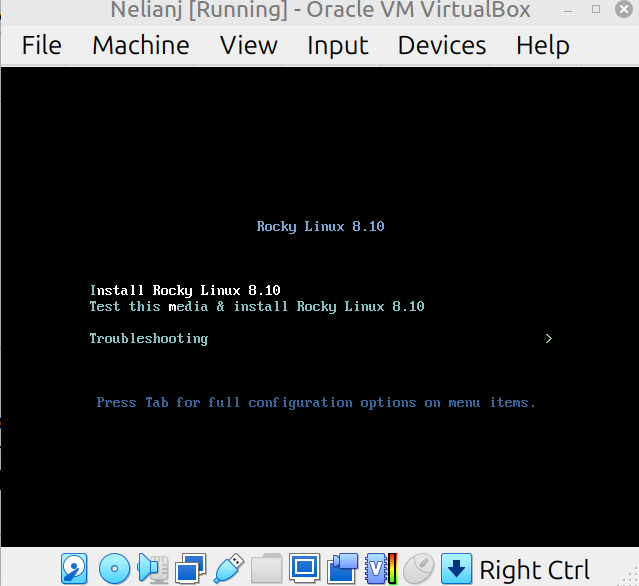 Nelianj [Running] - Oracle VM VirtualBox
File Machine View Input Devices Help
Rocky Linux 8.10
Install Rocky Linux 8.10
Test this media & install Rocky Linux 8.10
Troubleshooting >
Press Tab for full configuration options on menu items.
V Right Ctrl